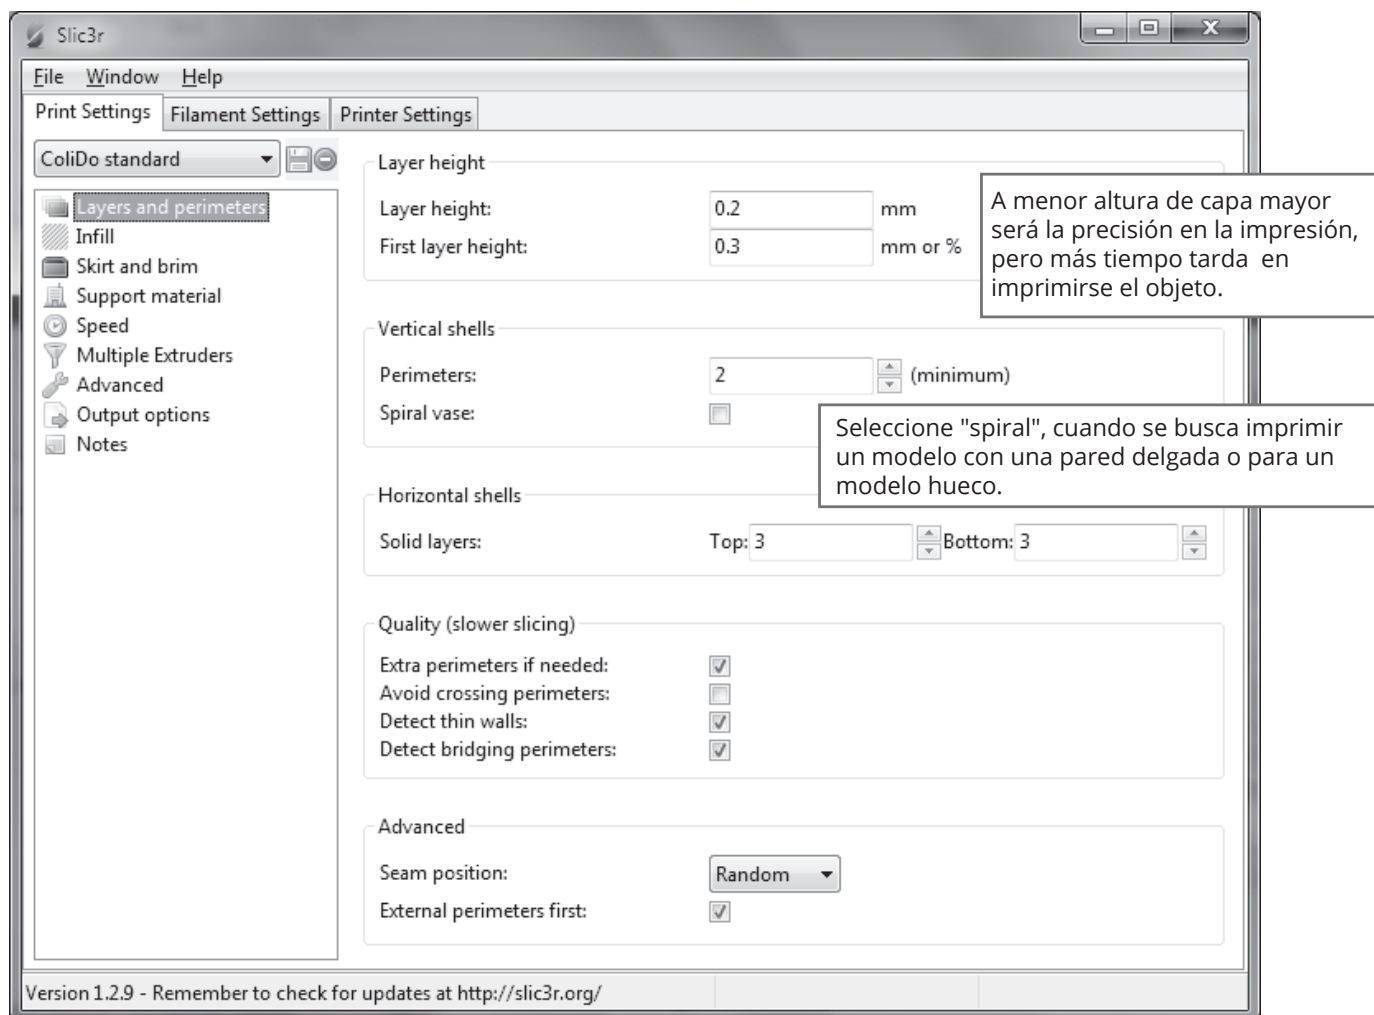 Slic3r
File Window Help
Print Settings Filament Settings Printer Settings
ColiDo standard
Layers and perimeters
Infill
Skirt and brim
Support material
Speed
Multiple Extruders
Advanced
Output options
Notes
Layer height
Layer height: 0.2 mm
First layer height: 0.3 mm or %
A menor altura de capa mayor
será la precisión en la impresión,
pero más tiempo tarda en
imprimirse el objeto.
Vertical shells
Perimeters: 2 (minimum)
Spiral vase:
Seleccione "spiral", cuando se busca imprimir
un modelo con una pared delgada o para un
modelo hueco.
Horizontal shells
Solid layers: Top: 3 Bottom: 3
Quality (slower slicing)
Extra perimeters if needed:
Avoid crossing perimeters:
Detect thin walls:
Detect bridging perimeters:
Advanced
Seam position: Random
External perimeters first:
Version 1.2.9 - Remember to check for updates at http://slic3r.org/